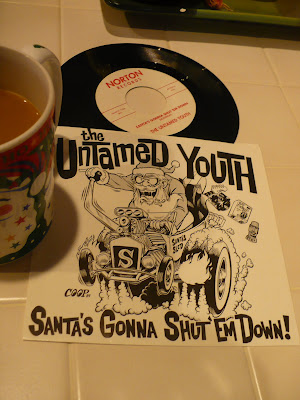 NORTON
RECORDS
SANTA'S GONNA SHUT 'EM DOWN
THE UNTAMED YOUTH
the
UNTAMED YOUTH
S
COOP
SANTA'S GONNA SHUT 'EM DOWN!